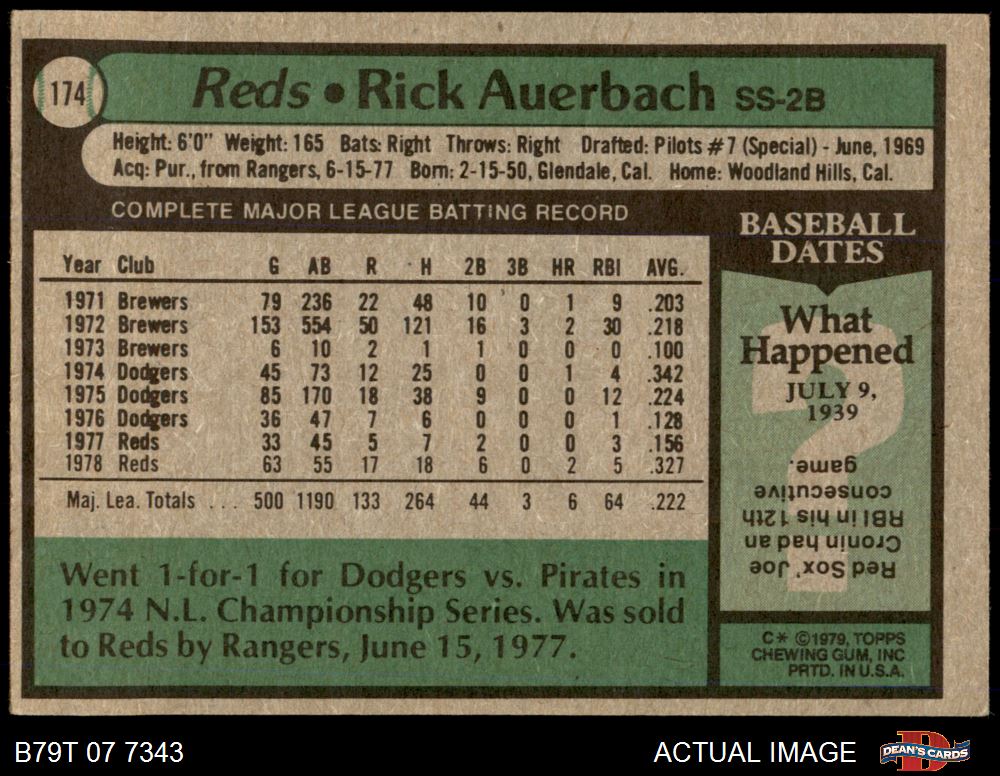 174
Reds • Rick Auerbach SS-2B
Height: 6'0" Weight: 165 Bats: Right Throws: Right Drafted: Pilots #7 (Special) - June, 1969
Acq: Pur., from Rangers, 6-15-77 Born: 2-15-50, Glendale, Cal. Home: Woodland Hills, Cal.
COMPLETE MAJOR LEAGUE BATTING RECORD
Year Club G AB R H 2B 3B HR RBI AVG.
1971 Brewers 79 236 22 48 10 0 1 9 .203
1972 Brewers 153 554 50 121 16 3 2 30 .218
1973 Brewers 6 10 2 1 1 0 0 0 .100
1974 Dodgers 45 73 12 25 0 0 1 4 .342
1975 Dodgers 85 170 18 38 9 0 0 12 .224
1976 Dodgers 36 47 7 6 0 0 0 1 .128
1977 Reds 33 45 5 7 2 0 0 3 .156
1978 Reds 63 55 17 18 6 0 2 5 .327
Maj. Lea. Totals . . . 500 1190 133 264 44 3 6 64 .222
Went 1-for-1 for Dodgers vs. Pirates in
1974 N.L. Championship Series. Was sold
to Reds by Rangers, June 15, 1977.
BASEBALL
DATES
What
Happened
JULY 9,
1939
Red Sox' Joe
Cronin had an
RBI in his 12th
consecutive
game.
C* ©1979, TOPPS
CHEWING GUM, INC
PRTD. IN U.S.A.
B79T 07 7343
ACTUAL IMAGE
DEAN'S CARDS